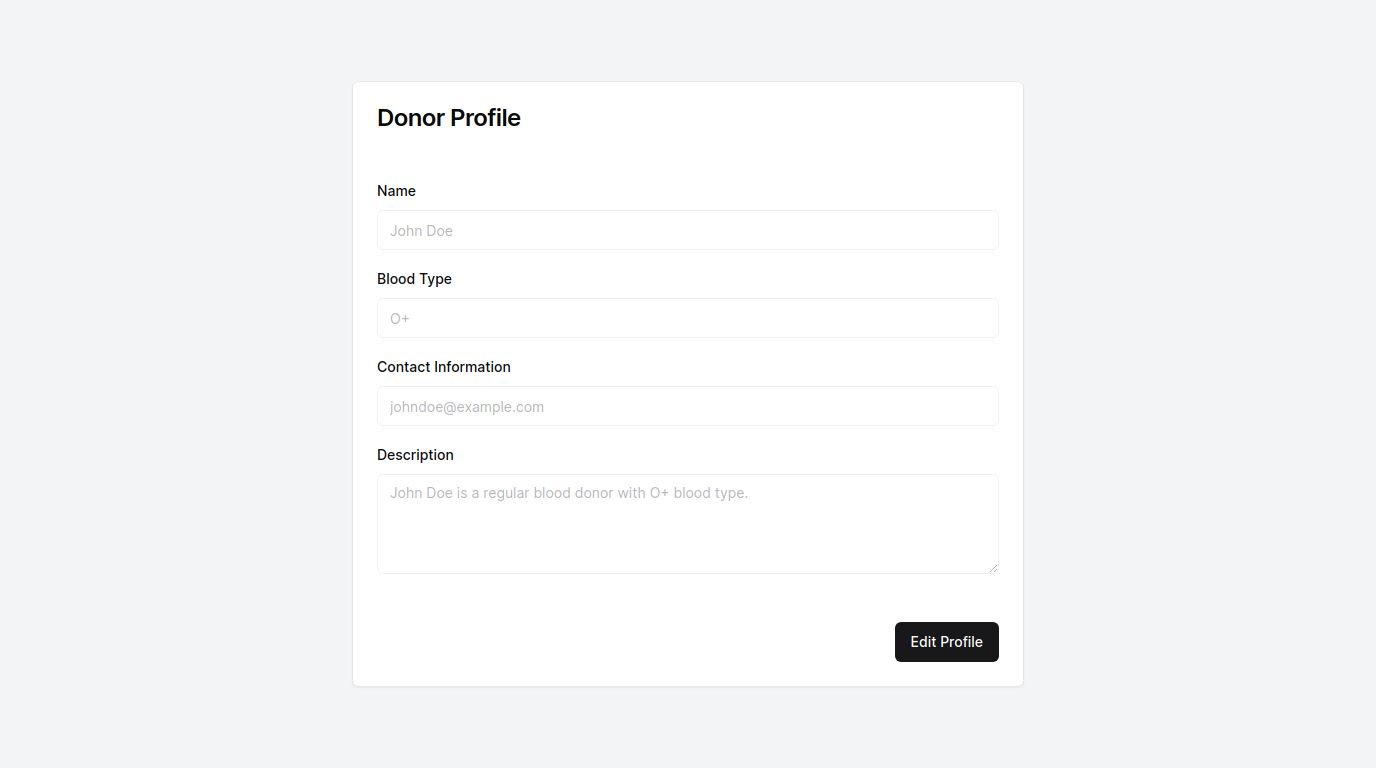 Donor Profile
Name
John Doe
Blood Type
O+
Contact Information
johndoe@example.com
Description
John Doe is a regular blood donor with O+ blood type.
Edit Profile